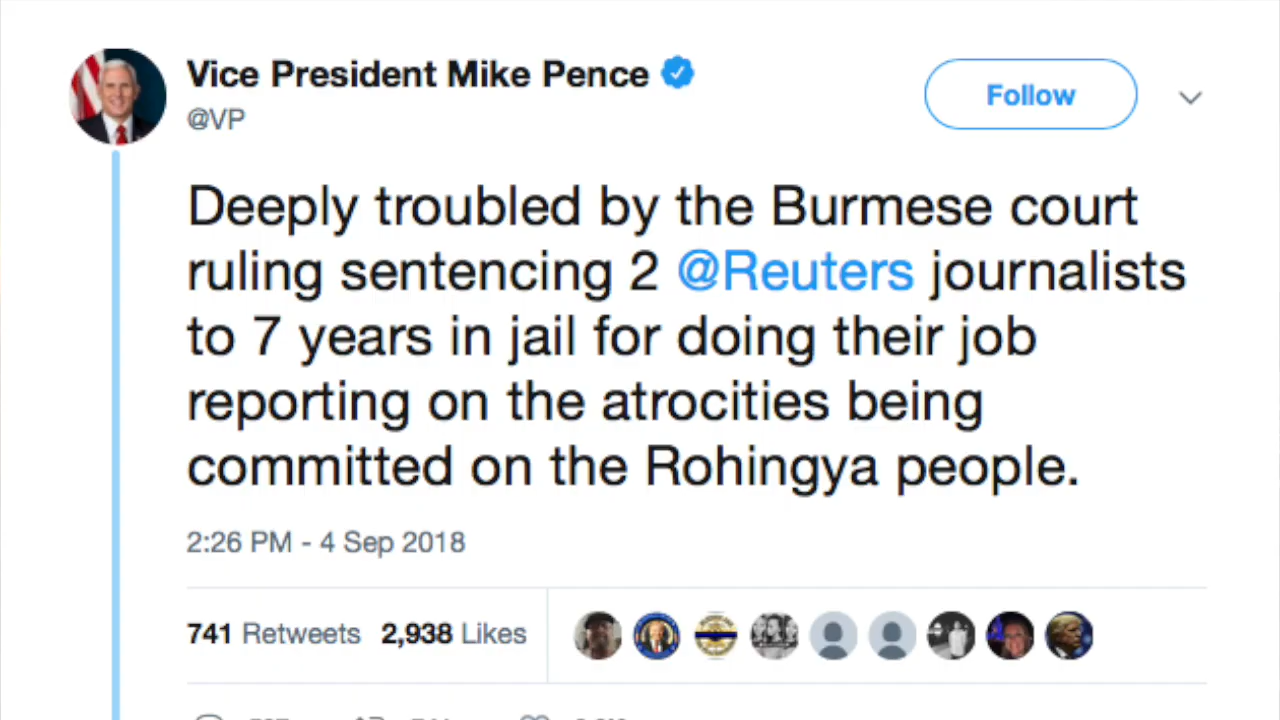 Vice President Mike Pence
@VP
Follow
Deeply troubled by the Burmese court
ruling sentencing 2 @Reuters journalists
to 7 years in jail for doing their job
reporting on the atrocities being
committed on the Rohingya people.
2:26 PM - 4 Sep 2018
741 Retweets 2,938 Likes